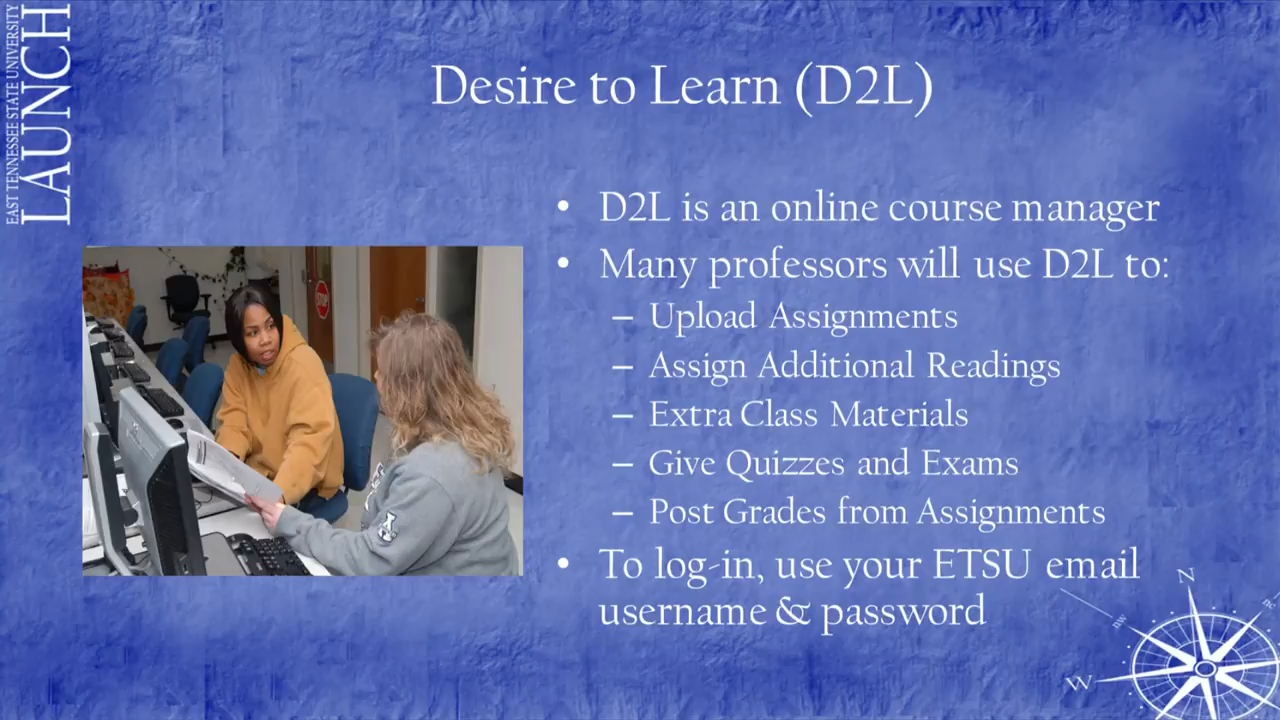 EAST TENNESSEE STATE UNIVERSITY
LAUNCH
Desire to Learn (D2L)
• D2L is an online course manager
• Many professors will use D2L to:
– Upload Assignments
– Assign Additional Readings
– Extra Class Materials
– Give Quizzes and Exams
– Post Grades from Assignments
• To log-in, use your ETSU email
username & password
STOP
N
nw
W